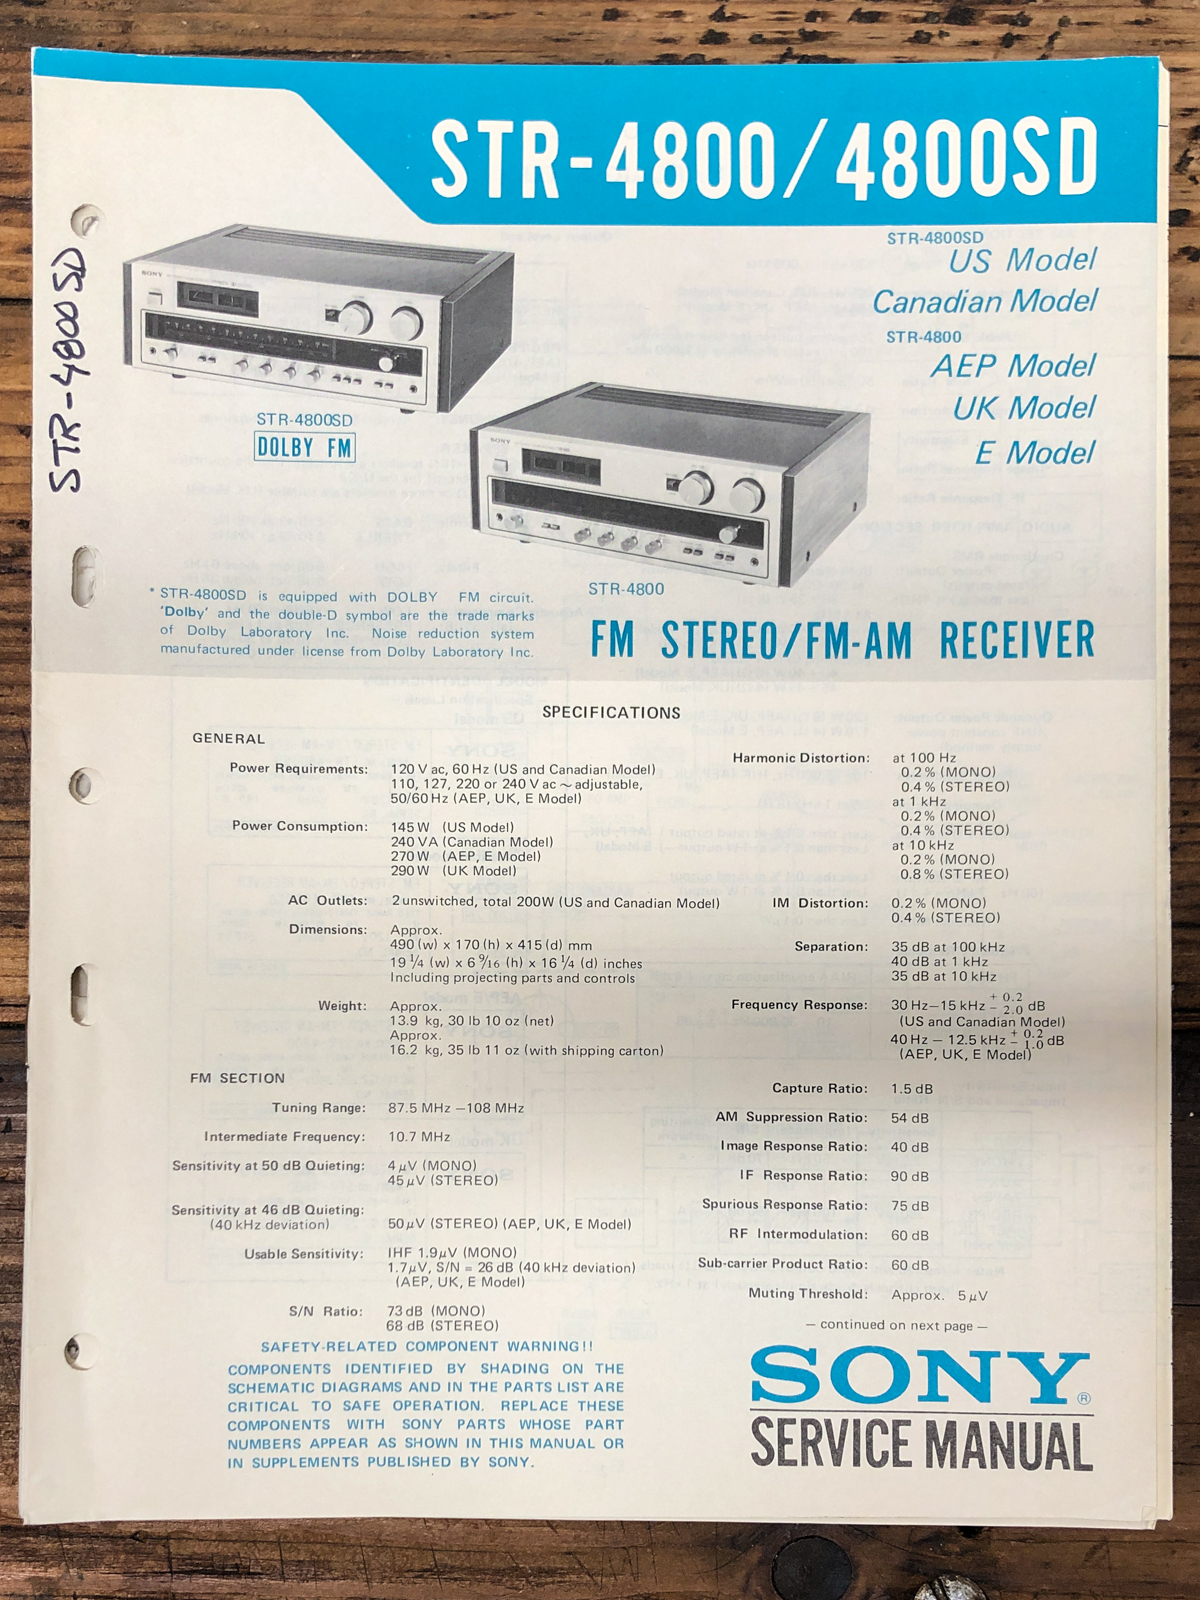 STR-4800/4800SD
STR-4800SD
US Model
Canadian Model
STR-4800
AEP Model
UK Model
E Model
STR-4800SD
SONY
STR-4800SD
DOLBY FM
SONY
STR-4800
* STR-4800SD is equipped with DOLBY FM circuit.
'Dolby' and the double-D symbol are the trade marks
of Dolby Laboratory Inc. Noise reduction system
manufactured under license from Dolby Laboratory Inc.
FM STEREO/FM-AM RECEIVER
SPECIFICATIONS
GENERAL
Power Requirements: 120 V ac, 60 Hz (US and Canadian Model)
110, 127, 220 or 240 V ac ~ adjustable,
50/60 Hz (AEP, UK, E Model)
Power Consumption: 145 W (US Model)
240 VA (Canadian Model)
270 W (AEP, E Model)
290 W (UK Model)
AC Outlets: 2 unswitched, total 200W (US and Canadian Model)
Dimensions: Approx.
490 (w) x 170 (h) x 415 (d) mm
19 1/4 (w) x 6 9/16 (h) x 16 1/4 (d) inches
Including projecting parts and controls
Weight: Approx.
13.9 kg, 30 lb 10 oz (net)
Approx.
16.2 kg, 35 lb 11 oz (with shipping carton)
FM SECTION
Tuning Range: 87.5 MHz –108 MHz
Intermediate Frequency: 10.7 MHz
Sensitivity at 50 dB Quieting: 4 µV (MONO)
45 µV (STEREO)
Sensitivity at 46 dB Quieting:
(40 kHz deviation) 50 µV (STEREO) (AEP, UK, E Model)
Usable Sensitivity: IHF 1.9 µV (MONO)
1.7 µV, S/N = 26 dB (40 kHz deviation)
(AEP, UK, E Model)
S/N Ratio: 73 dB (MONO)
68 dB (STEREO)
Harmonic Distortion: at 100 Hz
0.2 % (MONO)
0.4 % (STEREO)
at 1 kHz
0.2 % (MONO)
0.4 % (STEREO)
at 10 kHz
0.2 % (MONO)
0.8 % (STEREO)
IM Distortion: 0.2 % (MONO)
0.4 % (STEREO)
Separation: 35 dB at 100 kHz
40 dB at 1 kHz
35 dB at 10 kHz
Frequency Response: 30 Hz–15 kHz + 0.2 – 2.0 dB
(US and Canadian Model)
40 Hz – 12.5 kHz + 0.2 – 1.0 dB
(AEP, UK, E Model)
Capture Ratio: 1.5 dB
AM Suppression Ratio: 54 dB
Image Response Ratio: 40 dB
IF Response Ratio: 90 dB
Spurious Response Ratio: 75 dB
RF Intermodulation: 60 dB
Sub-carrier Product Ratio: 60 dB
Muting Threshold: Approx. 5 µV
— continued on next page —
SAFETY-RELATED COMPONENT WARNING!!
COMPONENTS IDENTIFIED BY SHADING ON THE
SCHEMATIC DIAGRAMS AND IN THE PARTS LIST ARE
CRITICAL TO SAFE OPERATION. REPLACE THESE
COMPONENTS WITH SONY PARTS WHOSE PART
NUMBERS APPEAR AS SHOWN IN THIS MANUAL OR
IN SUPPLEMENTS PUBLISHED BY SONY.
SONY®
SERVICE MANUAL